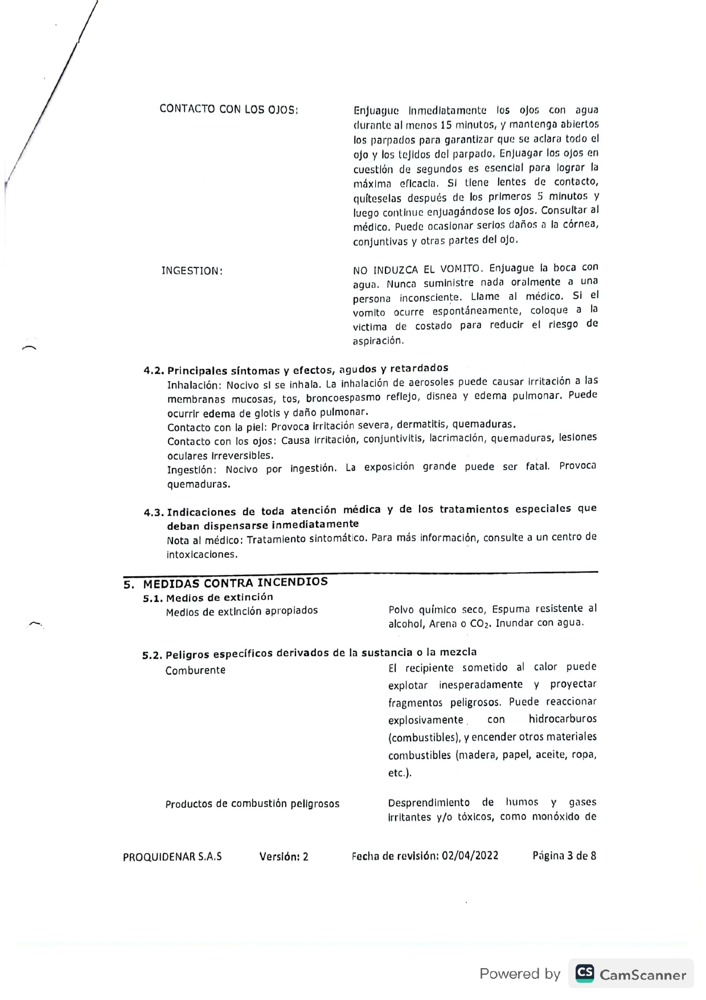 CONTACTO CON LOS OJOS:
Enjuague inmediatamente los ojos con agua
durante al menos 15 minutos, y mantenga abiertos
los parpados para garantizar que se aclara todo el
ojo y los tejidos del parpado. Enjuagar los ojos en
cuestión de segundos es esencial para lograr la
máxima eficacia. Si tiene lentes de contacto,
quíteselas después de los primeros 5 minutos y
luego continue enjuagándose los ojos. Consultar al
médico. Puede ocasionar serios daños a la córnea,
conjuntivas y otras partes del ojo.
INGESTION:
NO INDUZCA EL VOMITO. Enjuague la boca con
agua. Nunca suministre nada oralmente a una
persona inconsciente. Llame al médico. Si el
vomito ocurre espontáneamente, coloque a la
victima de costado para reducir el riesgo de
aspiración.
4.2. Principales síntomas y efectos, agudos y retardados
Inhalación: Nocivo si se inhala. La inhalación de aerosoles puede causar irritación a las
membranas mucosas, tos, broncoespasmo reflejo, disnea y edema pulmonar. Puede
ocurrir edema de glotis y daño pulmonar.
Contacto con la piel: Provoca irritación severa, dermatitis, quemaduras.
Contacto con los ojos: Causa irritación, conjuntivitis, lacrimación, quemaduras, lesiones
oculares irreversibles.
Ingestión: Nocivo por ingestión. La exposición grande puede ser fatal. Provoca
quemaduras.
4.3. Indicaciones de toda atención médica y de los tratamientos especiales que
deban dispensarse inmediatamente
Nota al médico: Tratamiento sintomático. Para más información, consulte a un centro de
intoxicaciones.
5. MEDIDAS CONTRA INCENDIOS
5.1. Medios de extinción
Medios de extinción apropiados
Polvo químico seco, Espuma resistente al
alcohol, Arena o CO₂. Inundar con agua.
5.2. Peligros específicos derivados de la sustancia o la mezcla
Comburente
El recipiente sometido al calor puede
explotar inesperadamente y proyectar
fragmentos peligrosos. Puede reaccionar
explosivamente con hidrocarburos
(combustibles), y encender otros materiales
combustibles (madera, papel, aceite, ropa,
etc.).
Productos de combustión peligrosos
Desprendimiento de humos y gases
irritantes y/o tóxicos, como monóxido de
PROQUIDENAR S.A.S Versión: 2 Fecha de revisión: 02/04/2022 Página 3 de 8
Powered by CS CamScanner